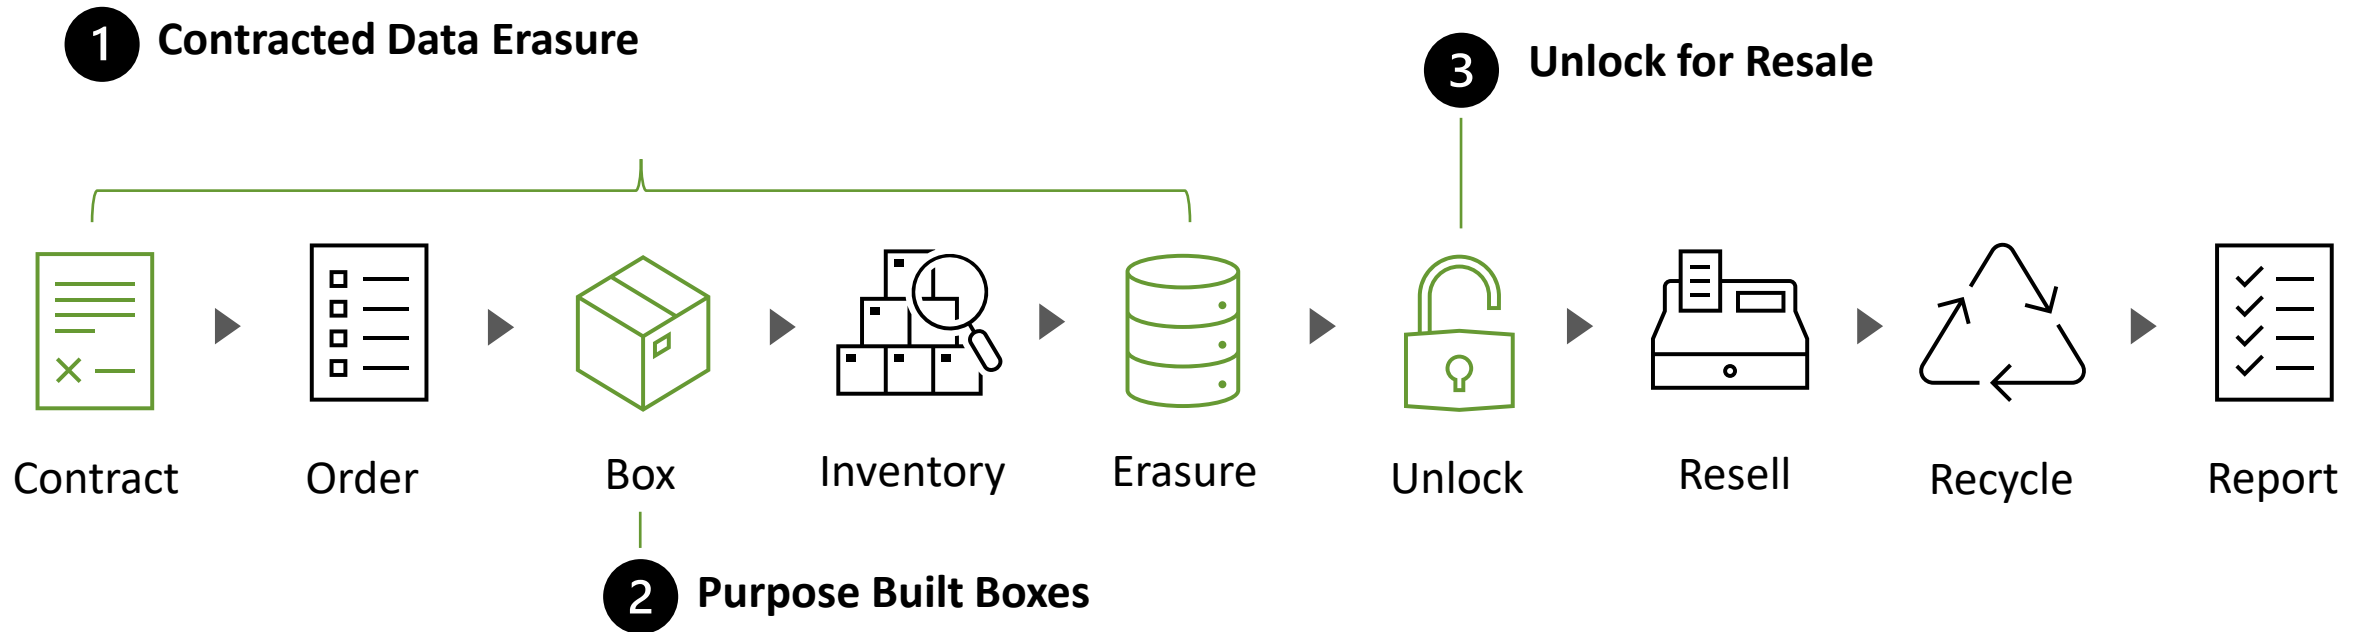 1 Contracted Data Erasure
3 Unlock for Resale
Contract
Order
Box
Inventory
Erasure
Unlock
Resell
Recycle
Report
2 Purpose Built Boxes